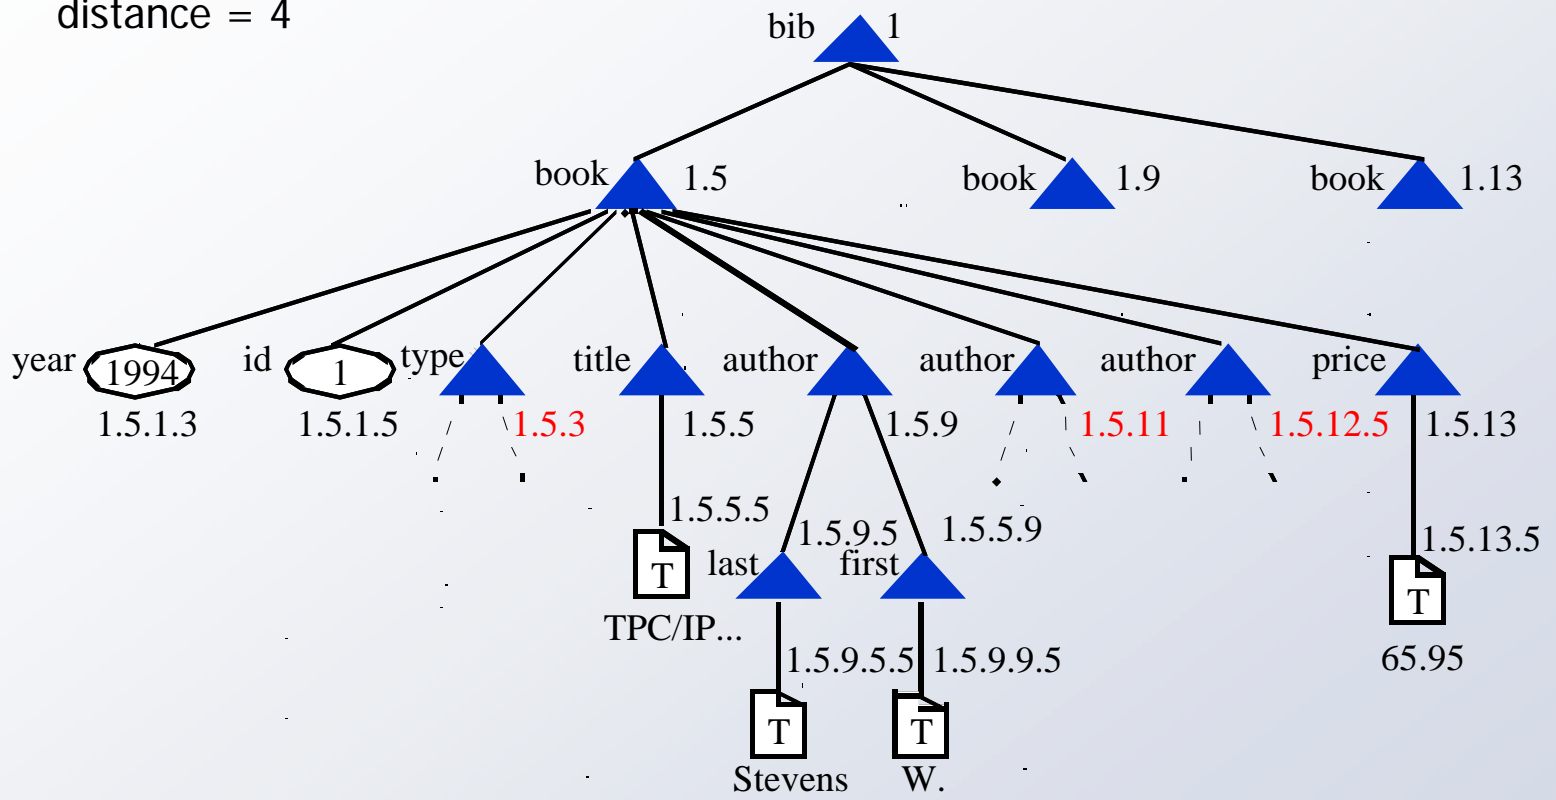 distance = 4
bib 1
book 1.5 book 1.9 book 1.13
year 1994 id 1 type title author author author price
1.5.1.3 1.5.1.5 1.5.3 1.5.5 1.5.9 1.5.11 1.5.12.5 1.5.13
1.5.5.5 1.5.9.5 1.5.5.9 1.5.13.5
T last first T
TPC/IP... 65.95
1.5.9.5.5 1.5.9.9.5
T T
Stevens W.